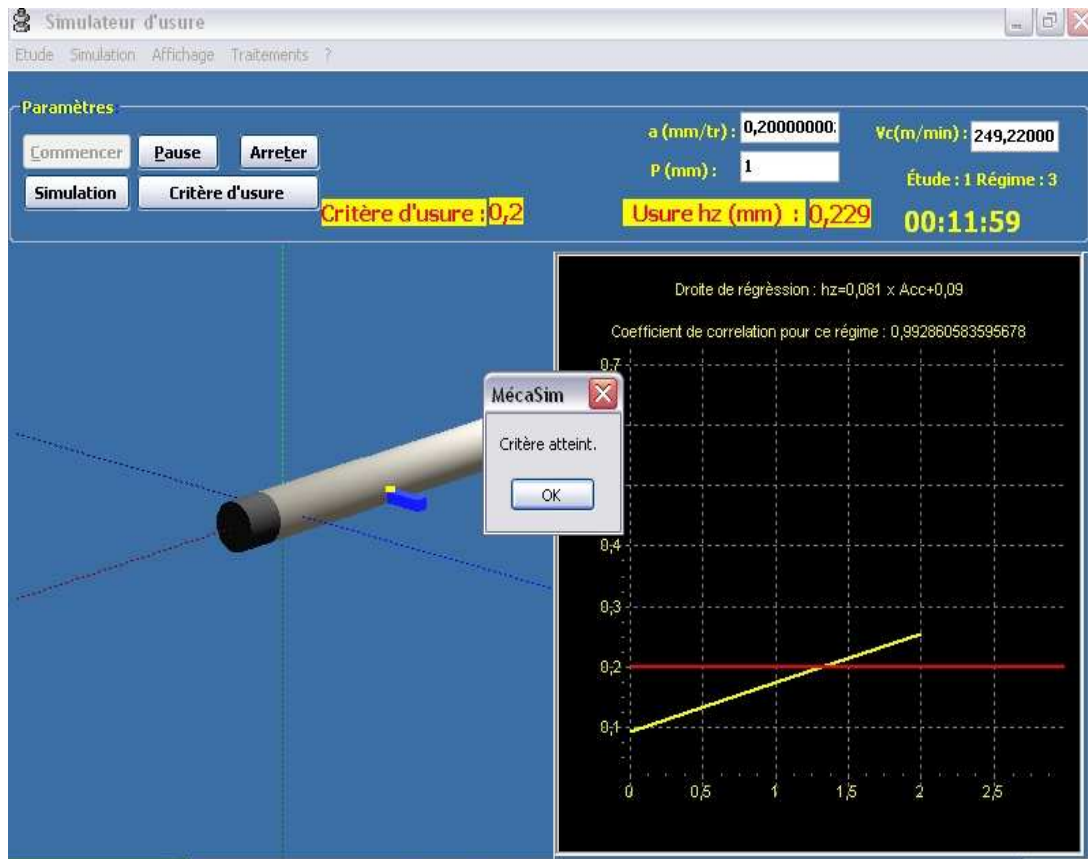 Simulateur d'usure
Etude Simulation Affichage Traitements ?
Paramètres
Commencer Pause Arreter
Simulation Critère d'usure
a (mm/tr) : 0,20000000
Vc(m/min) : 249,22000
P (mm) : 1
Étude : 1 Régime : 3
Critère d'usure : 0,2
Usure hz (mm) : 0,229
00:11:59
Droite de régrèssion : hz=0,081 x Acc+0,09
Coefficient de correlation pour ce régime : 0,992860583595678
0,7
MécaSim
Critère atteint.
OK
0,4
0,3
0,2
0,1
0 0,5 1 1,5 2 2,5